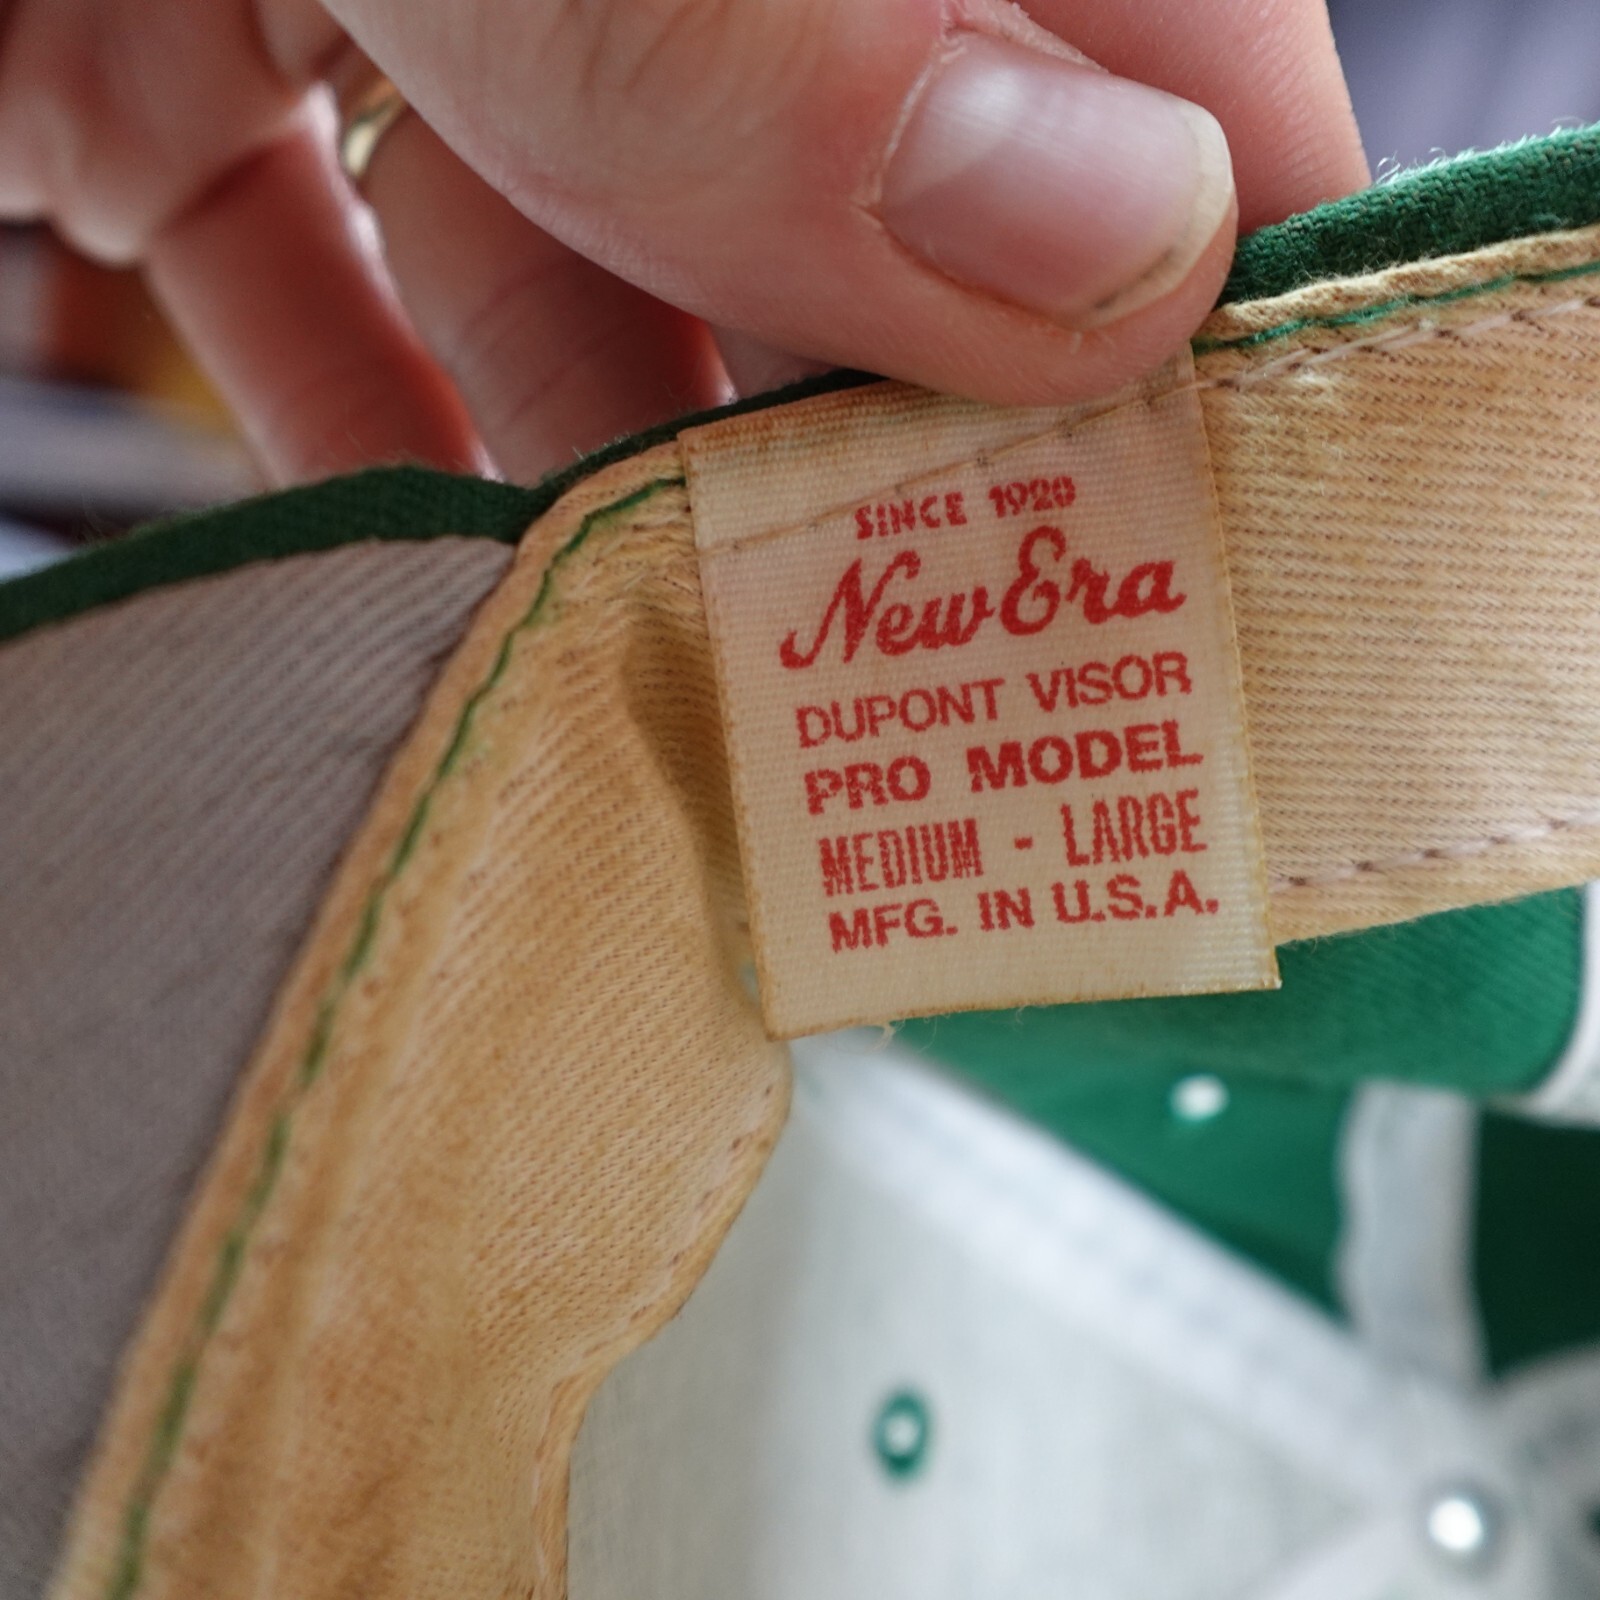 SINCE 1920
New Era
DUPONT VISOR
PRO MODEL
MEDIUM - LARGE
MFG. IN U.S.A.